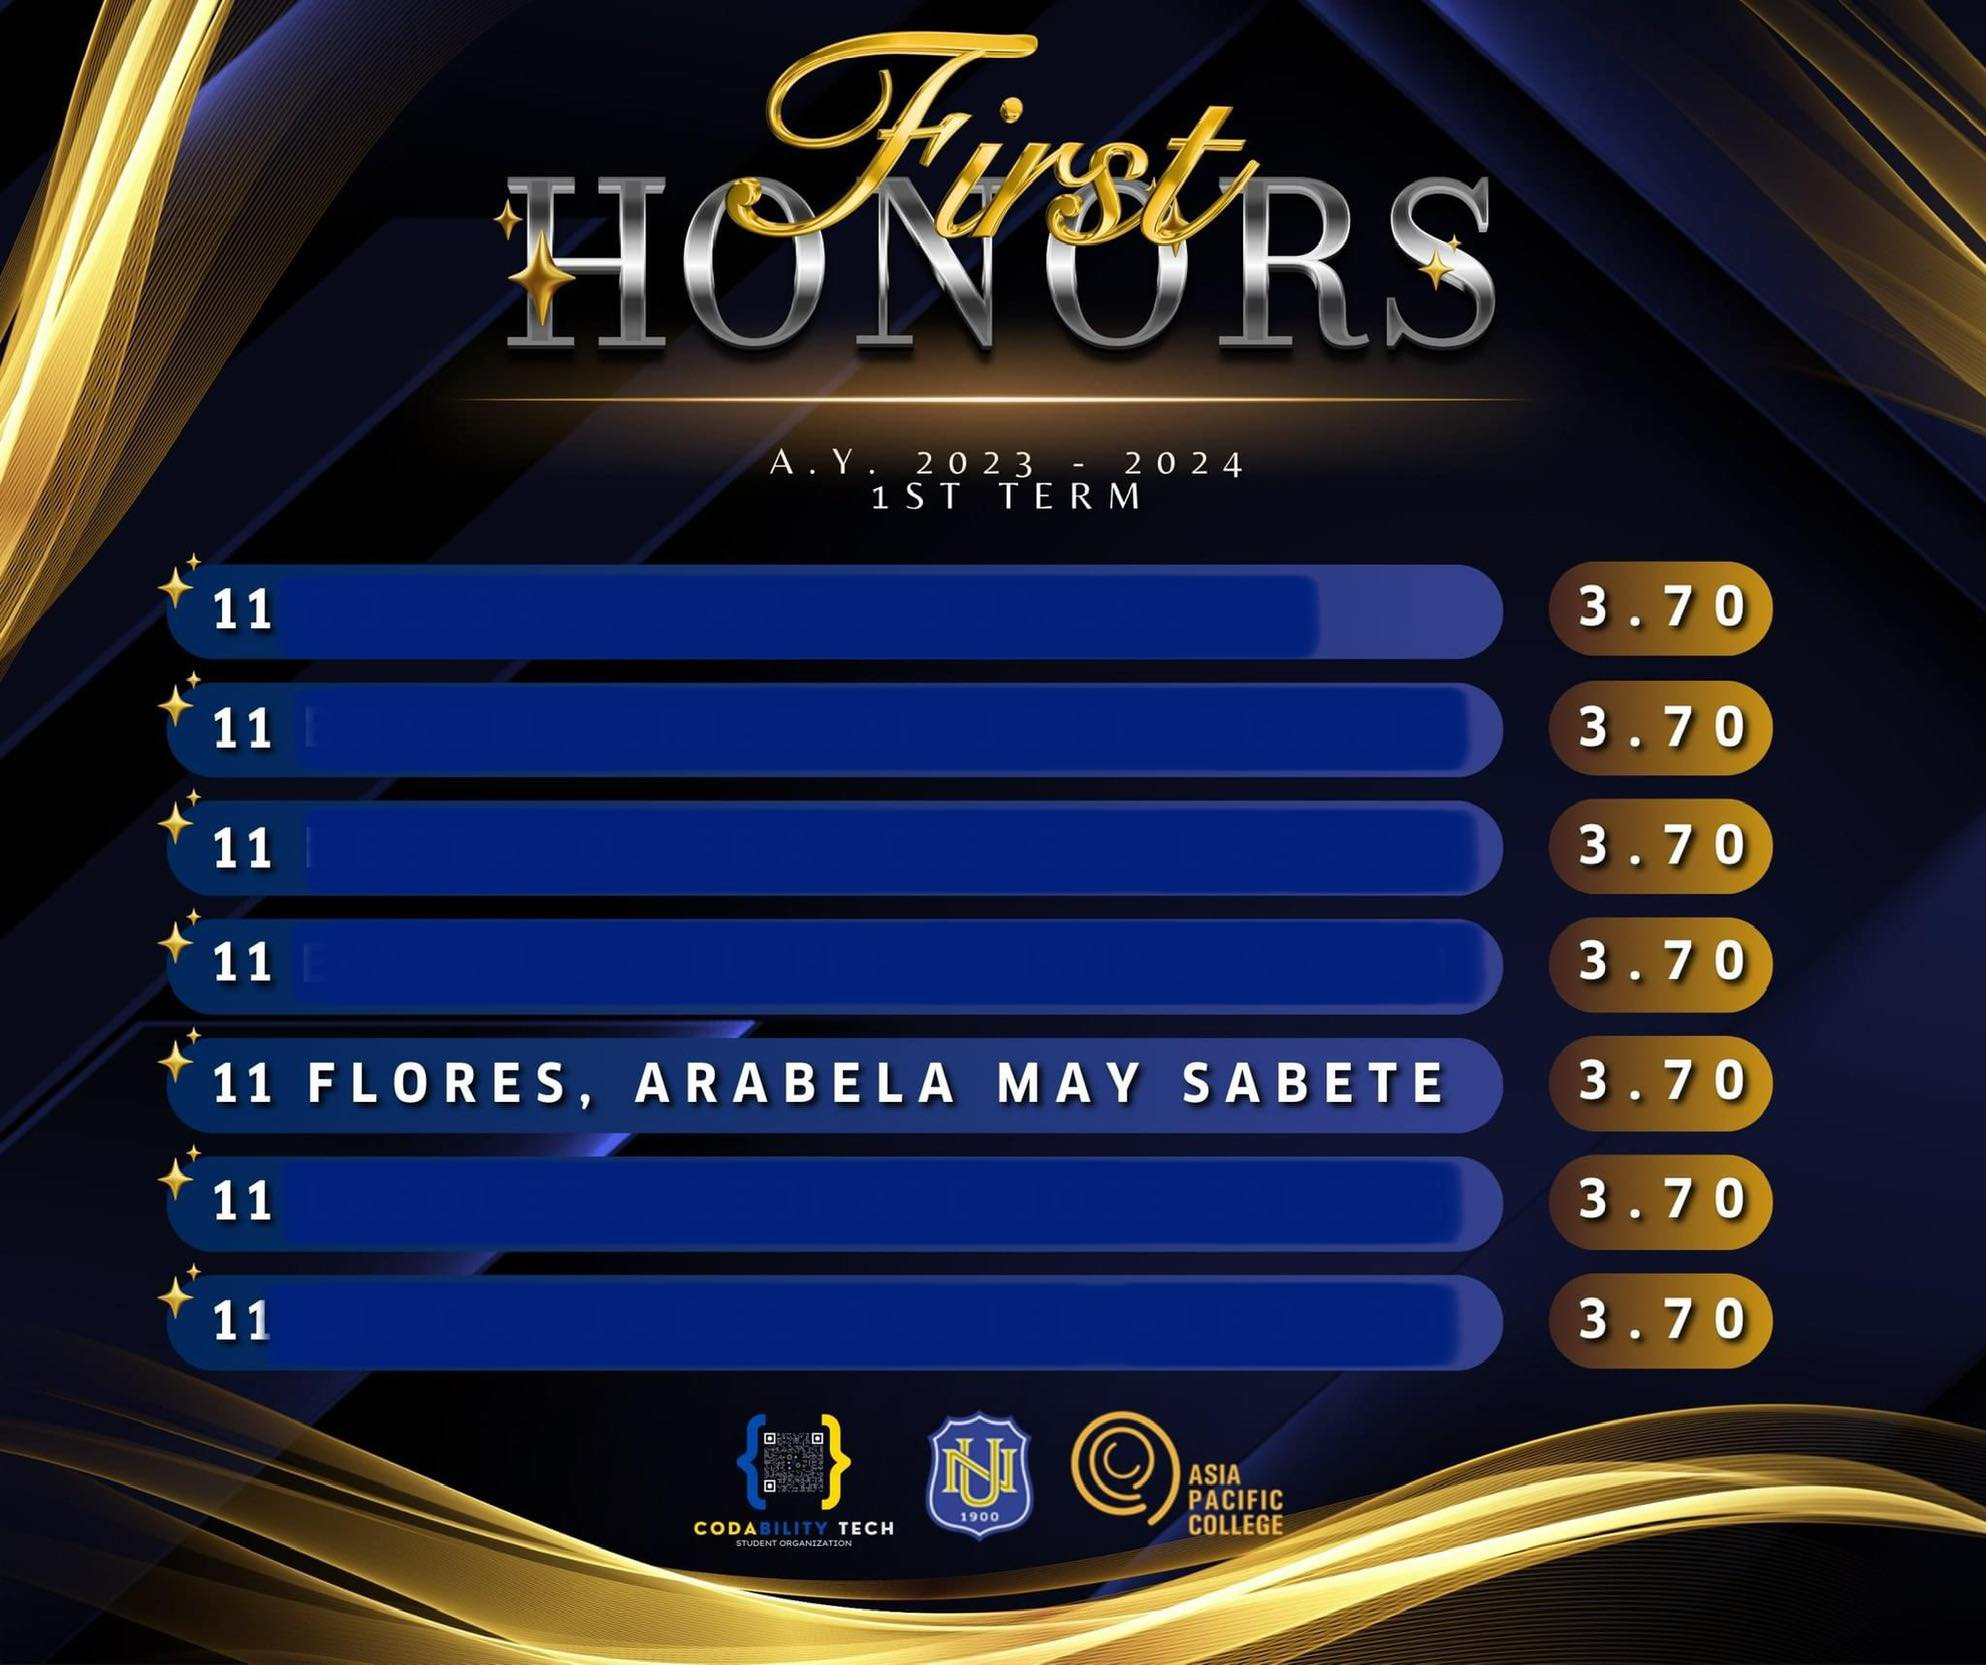 First
HONORS
A.Y. 2023 - 2024
1ST TERM
11 3.70
11 3.70
11 3.70
11 3.70
11 FLORES, ARABELA MAY SABETE 3.70
11 3.70
11 3.70
CODABILITY TECH
STUDENT ORGANIZATION
NU
1900
ASIA
PACIFIC
COLLEGE